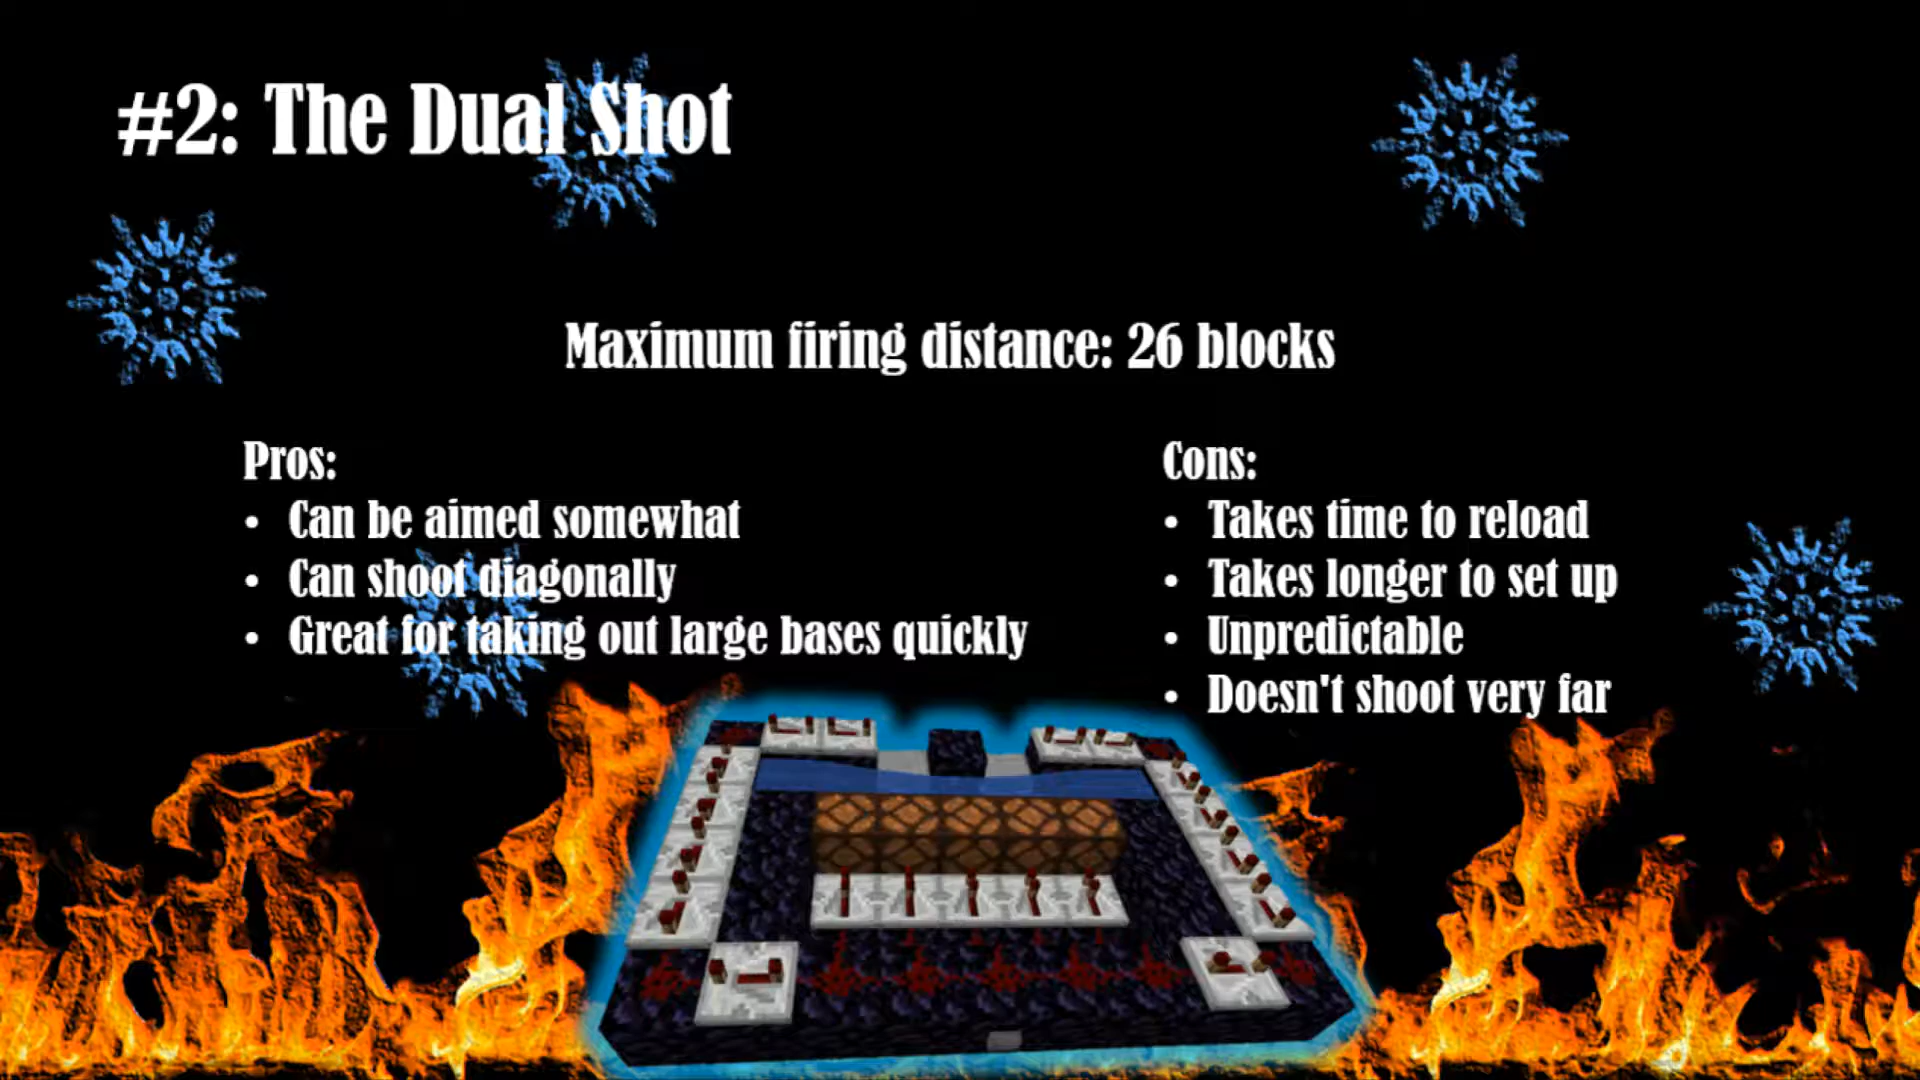 #2: The Dual Shot
Maximum firing distance: 26 blocks
Pros:
• Can be aimed somewhat
• Can shoot diagonally
• Great for taking out large bases quickly
Cons:
• Takes time to reload
• Takes longer to set up
• Unpredictable
• Doesn't shoot very far